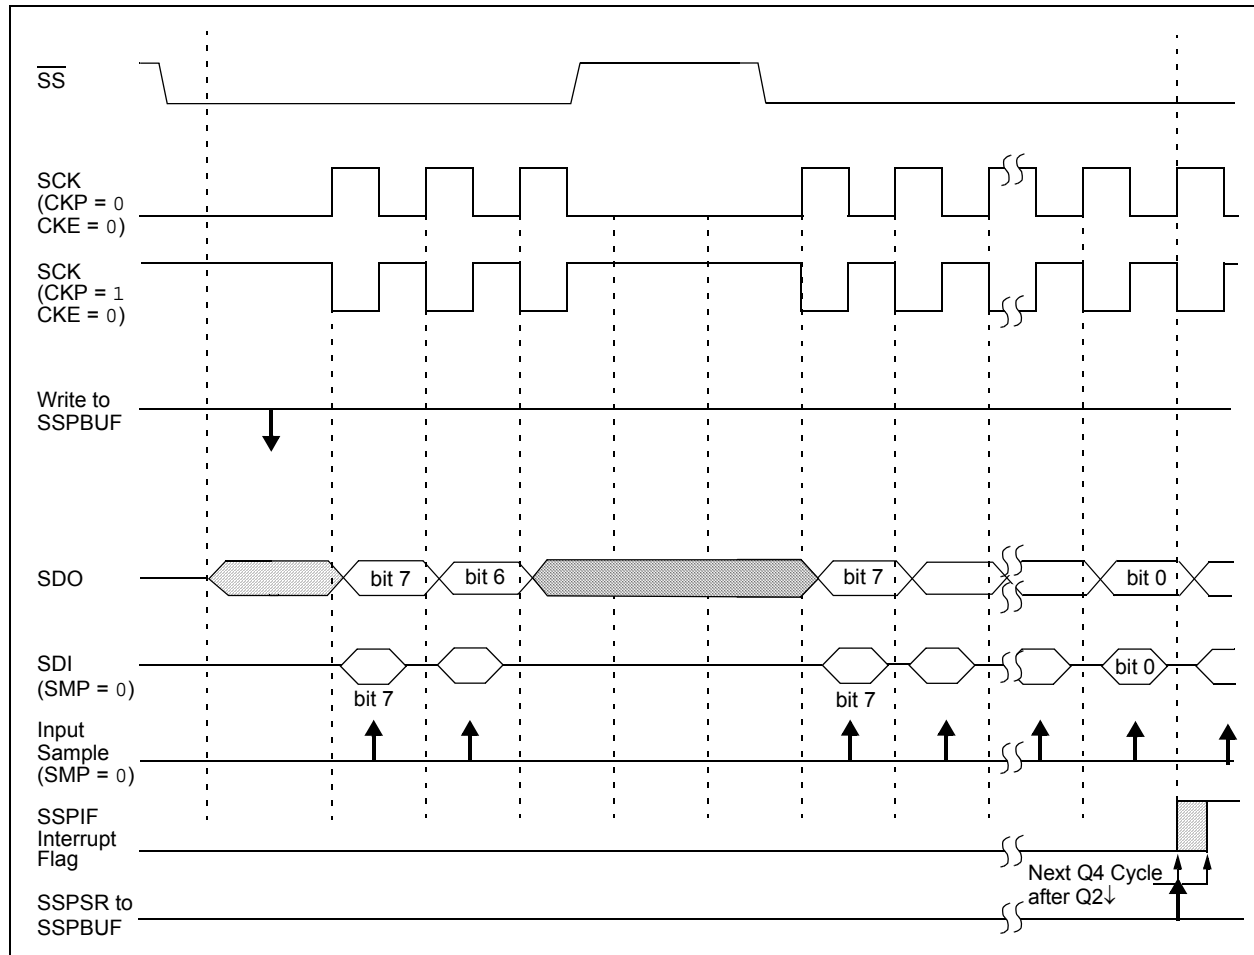 SS
SCK
(CKP = 0
CKE = 0)
SCK
(CKP = 1
CKE = 0)
Write to
SSPBUF
SDO
bit 7
bit 6
bit 7
bit 0
SDI
(SMP = 0)
bit 7
bit 7
bit 0
Input
Sample
(SMP = 0)
SSPIF
Interrupt
Flag
Next Q4 Cycle
after Q2↓
SSPSR to
SSPBUF